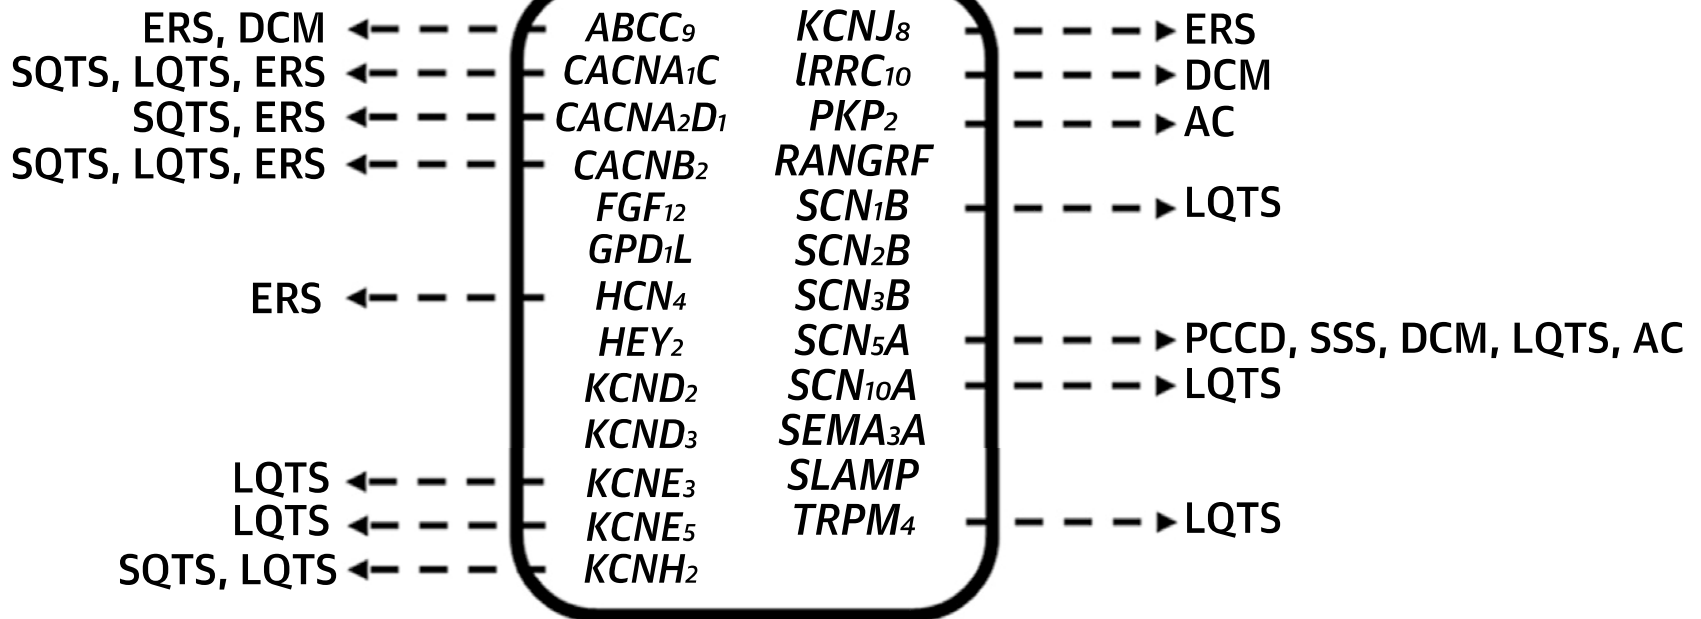 ERS, DCM ABCC9 KCNJ8 ERS
SQTS, LQTS, ERS CACNA1C lRRC10 DCM
SQTS, ERS CACNA2D1 PKP2 AC
SQTS, LQTS, ERS CACNB2 RANGRF
FGF12 SCN1B LQTS
GPD1L SCN2B
ERS HCN4 SCN3B
HEY2 SCN5A PCCD, SSS, DCM, LQTS, AC
KCND2 SCN10A LQTS
KCND3 SEMA3A
LQTS KCNE3 SLAMP
LQTS KCNE5 TRPM4 LQTS
SQTS, LQTS KCNH2